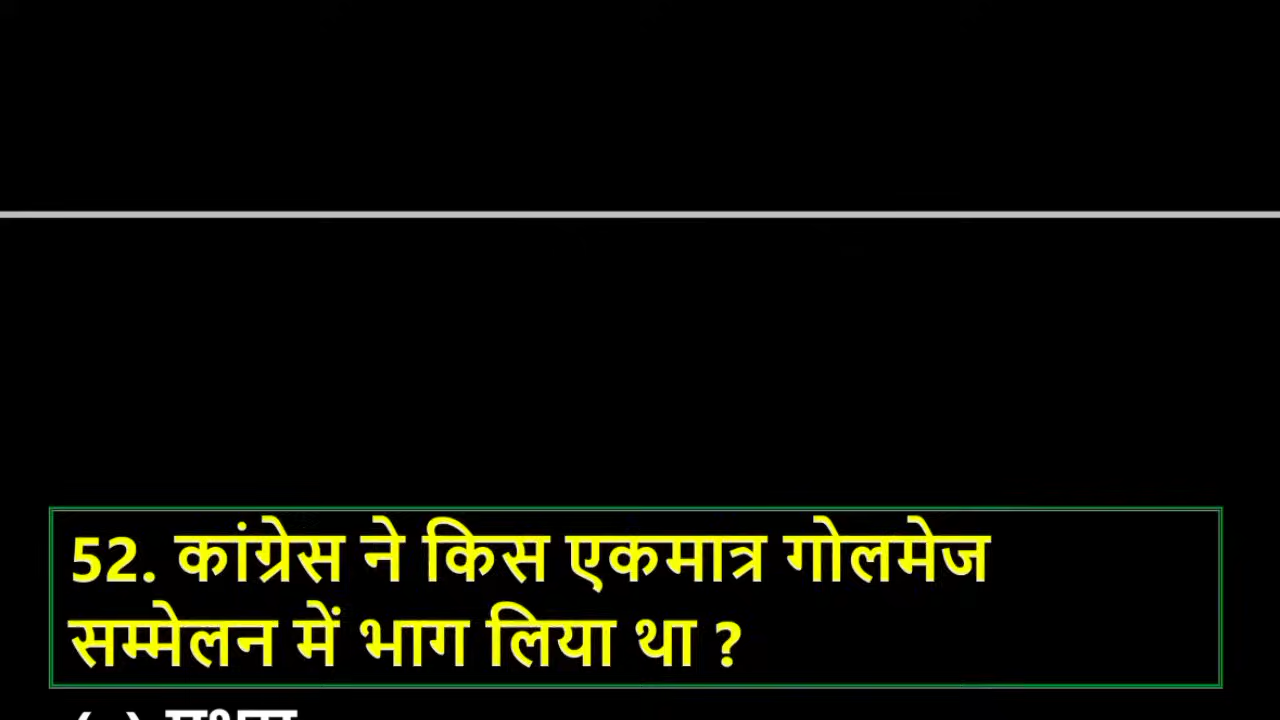 52. कांग्रेस ने किस एकमात्र गोलमेज
सम्मेलन में भाग लिया था ?